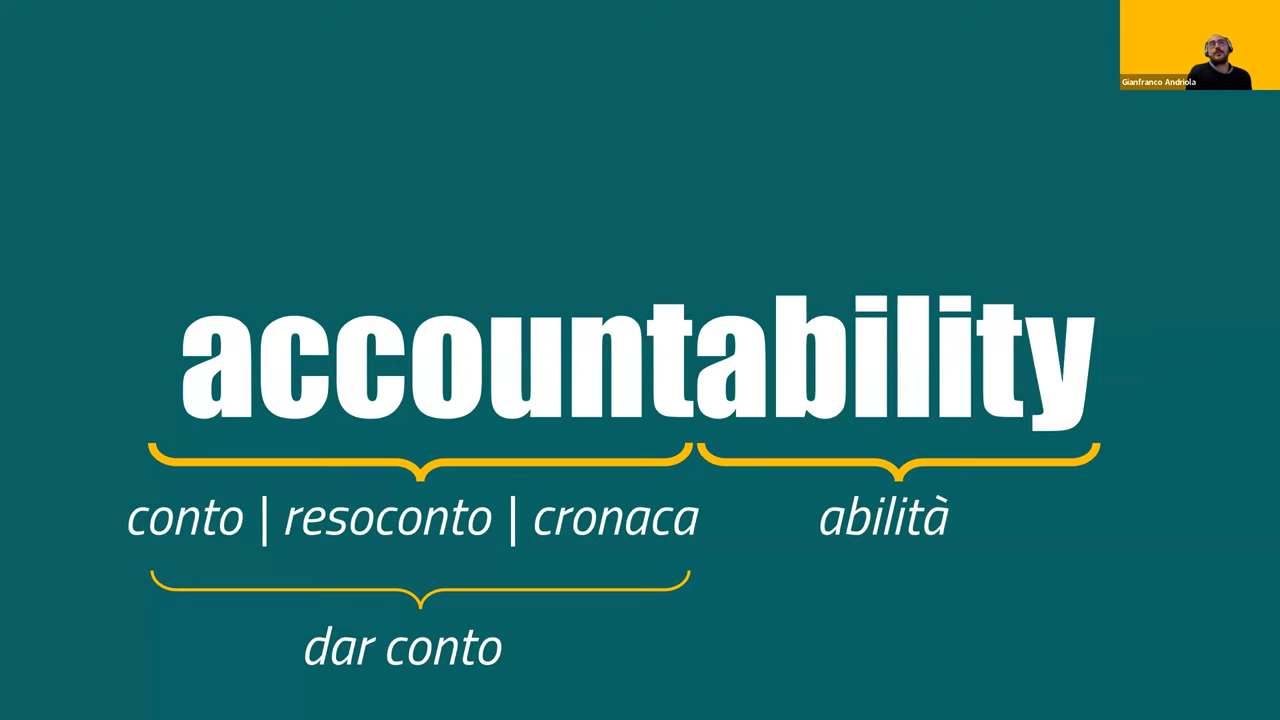 Gianfranco Andriola
accountability
conto | resoconto | cronaca
abilità
dar conto